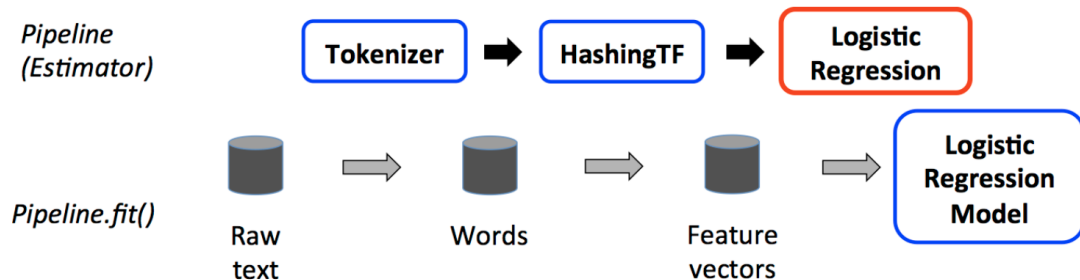 Pipeline
(Estimator)
Tokenizer
HashingTF
Logistic
Regression
Pipeline.fit()
Raw
text
Words
Feature
vectors
Logistic
Regression
Model